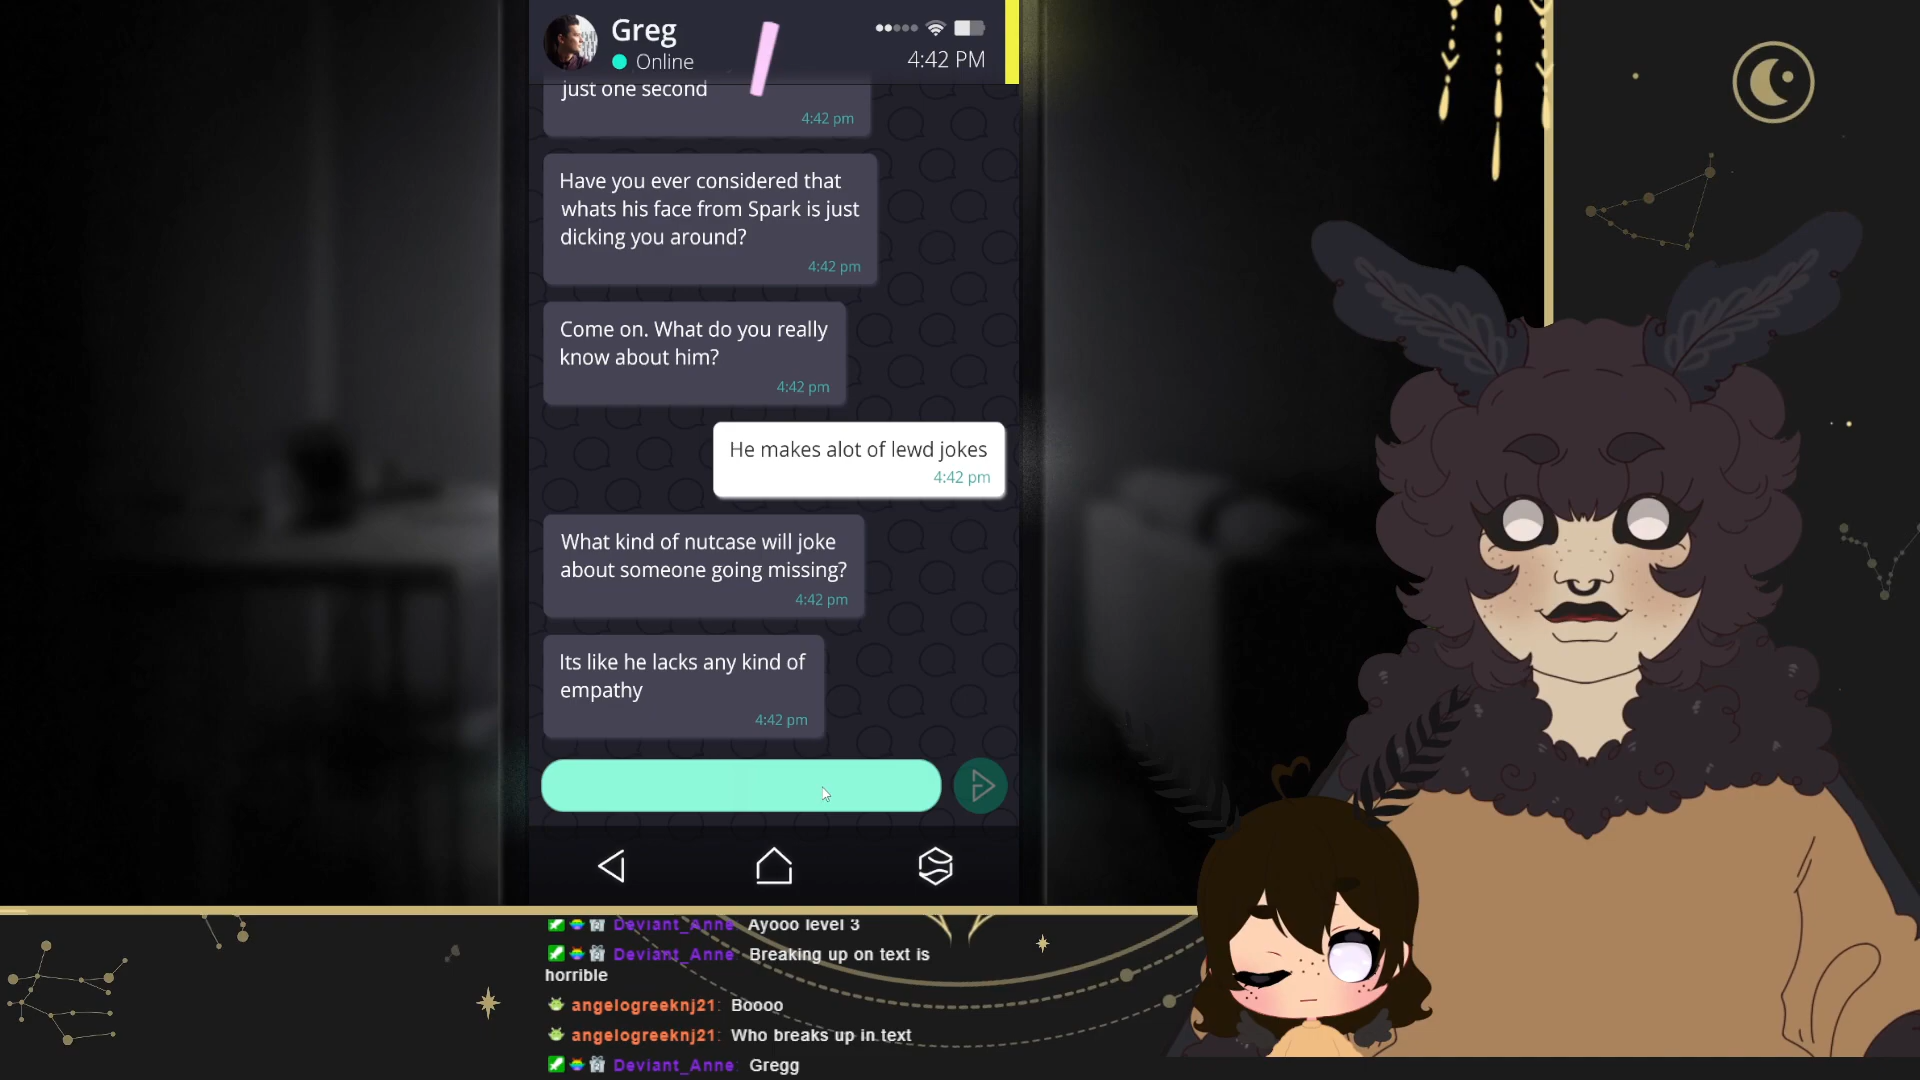 Greg
Online
4:42 PM
just one second
4:42 pm
Have you ever considered that
whats his face from Spark is just
dicking you around?
4:42 pm
Come on. What do you really
know about him?
4:42 pm
He makes alot of lewd jokes
4:42 pm
What kind of nutcase will joke
about someone going missing?
4:42 pm
Its like he lacks any kind of
empathy
4:42 pm
Deviant_Anne: Ayooo level 3
Deviant_Anne: Breaking up on text is
horrible
angelogreeknj21: Boooo
angelogreeknj21: Who breaks up in text
Deviant_Anne: Gregg